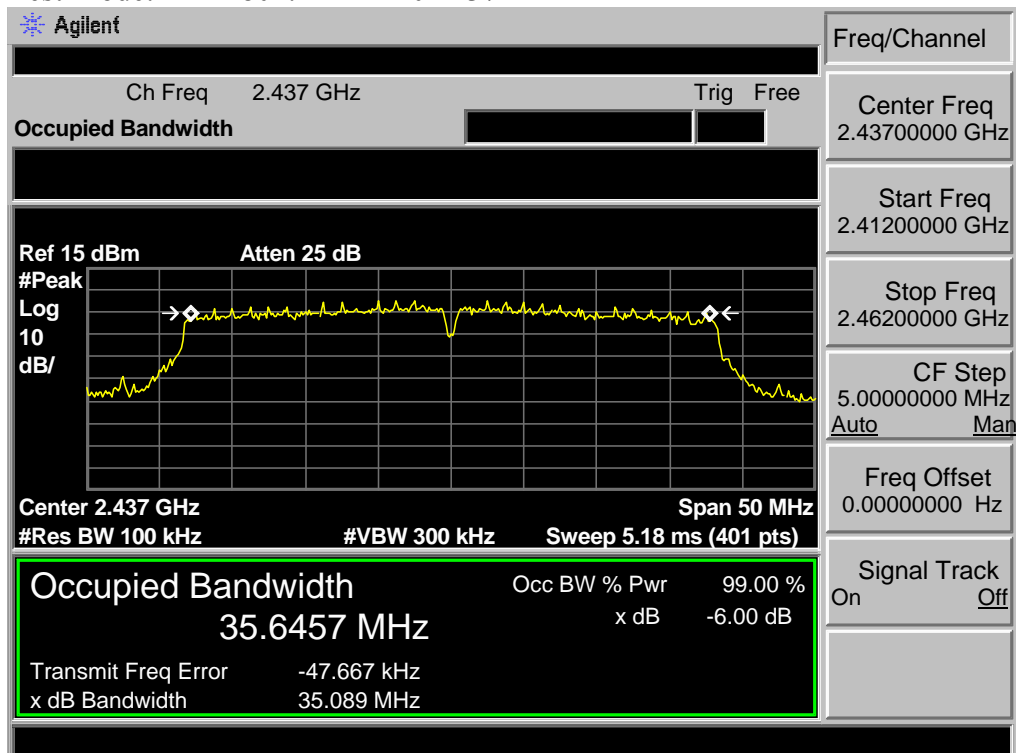 Agilent
Freq/Channel
Ch Freq 2.437 GHz Trig Free
Occupied Bandwidth
Center Freq
2.43700000 GHz
Start Freq
2.41200000 GHz
Ref 15 dBm Atten 25 dB
#Peak
Log
10
dB/
Stop Freq
2.46200000 GHz
CF Step
5.00000000 MHz
Auto Man
Freq Offset
0.00000000 Hz
Center 2.437 GHz Span 50 MHz
#Res BW 100 kHz #VBW 300 kHz Sweep 5.18 ms (401 pts)
Signal Track
On Off
Occupied Bandwidth Occ BW % Pwr 99.00 %
35.6457 MHz x dB -6.00 dB
Transmit Freq Error -47.667 kHz
x dB Bandwidth 35.089 MHz